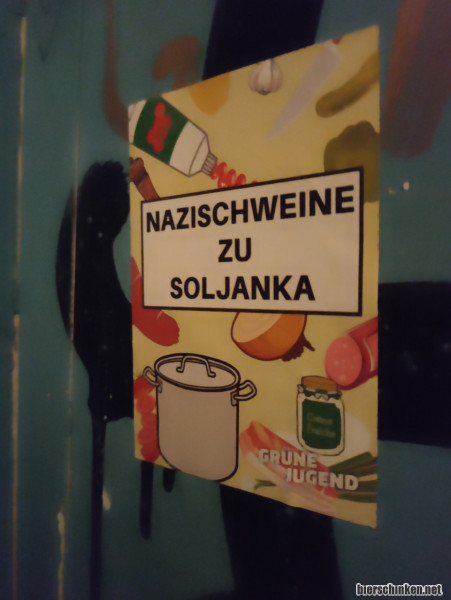 NAZISCHWEINE
ZU
SOLJANKA
GRÜNE
JUGEND
bierschinken.net